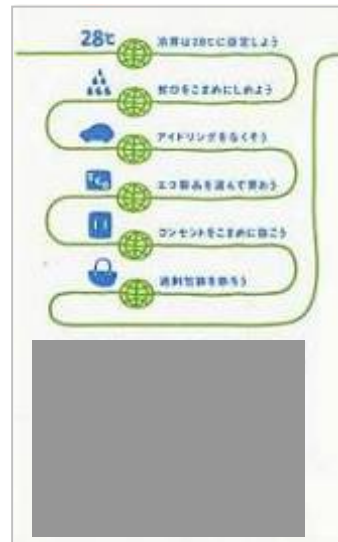 28℃ 冷房は28℃に設定しよう
蛇口をこまめにしめよう
アイドリングをなくそう
エコ製品を選んで買おう
コンセントをこまめに抜こう
過剰包装を断ろう